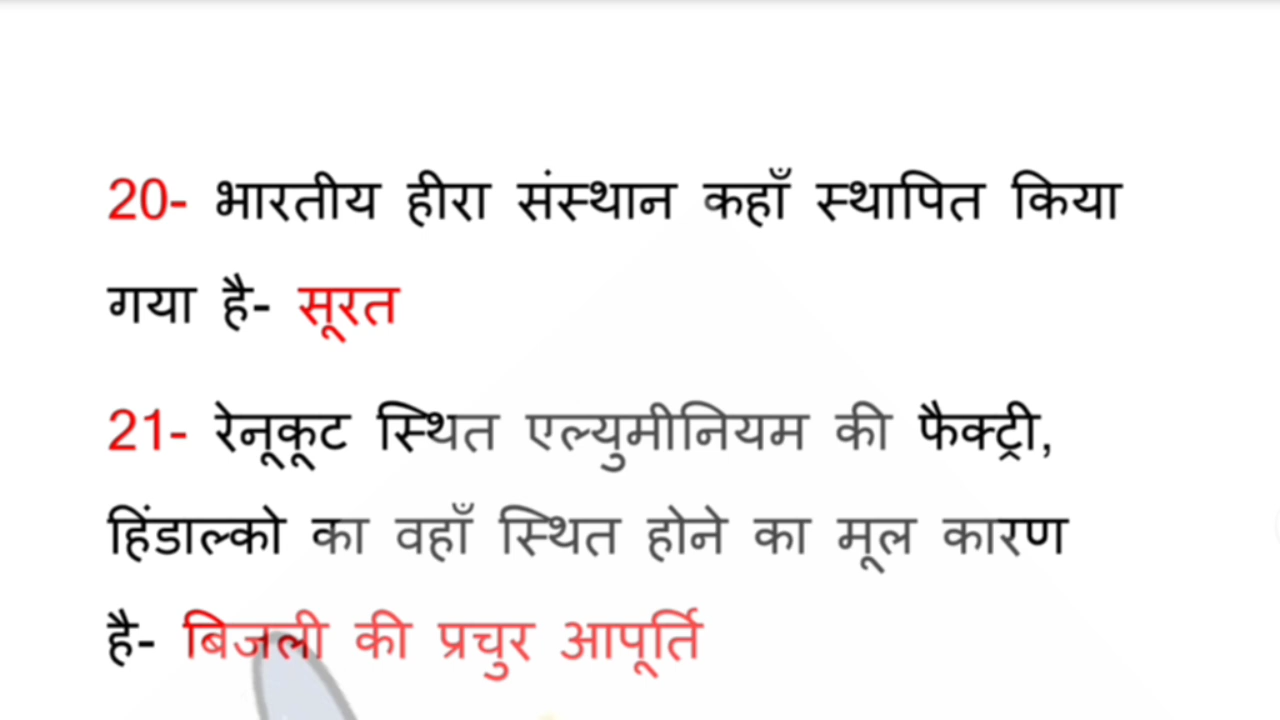 20- भारतीय हीरा संस्थान कहाँ स्थापित किया
गया है- सूरत
21- रेनूकूट स्थित एल्युमीनियम की फैक्ट्री,
हिंडाल्को का वहाँ स्थित होने का मूल कारण
है- बिजली की प्रचुर आपूर्ति